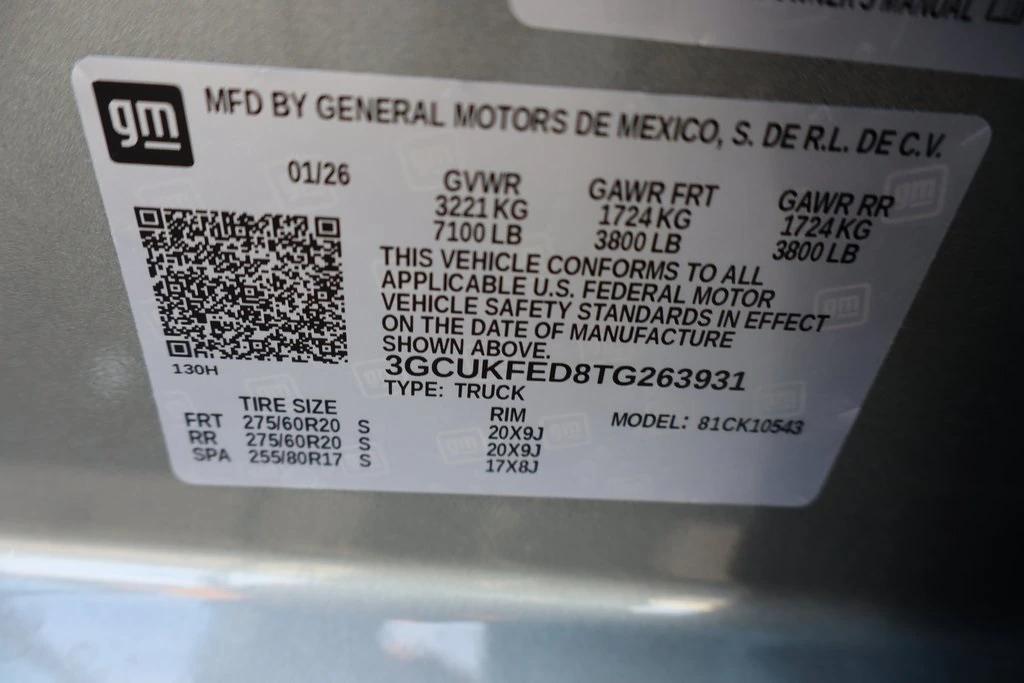 OWNER'S MANUAL
gm
MFD BY GENERAL MOTORS DE MEXICO, S. DE R.L. DE C.V.
01/26
GVWR GAWR FRT GAWR RR
3221 KG 1724 KG 1724 KG
7100 LB 3800 LB 3800 LB
THIS VEHICLE CONFORMS TO ALL
APPLICABLE U.S. FEDERAL MOTOR
VEHICLE SAFETY STANDARDS IN EFFECT
ON THE DATE OF MANUFACTURE
SHOWN ABOVE.
130H
3GCUKFED8TG263931
TYPE: TRUCK
TIRE SIZE RIM MODEL: 81CK10543
FRT 275/60R20 S 20X9J
RR 275/60R20 S 20X9J
SPA 255/80R17 S 17X8J